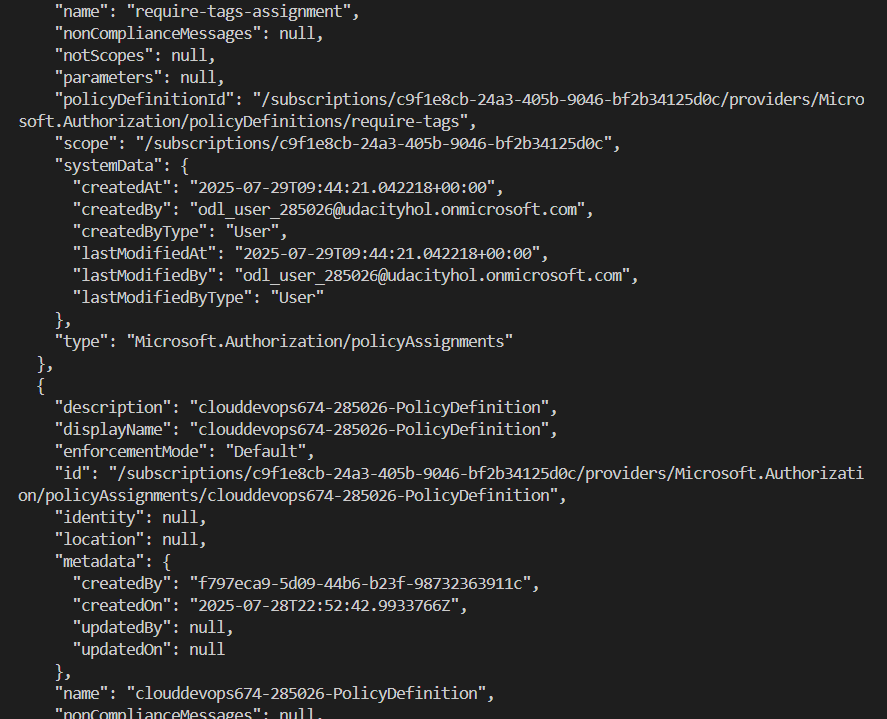 "name": "require-tags-assignment",
"nonComplianceMessages": null,
"notScopes": null,
"parameters": null,
"policyDefinitionId": "/subscriptions/c9f1e8cb-24a3-405b-9046-bf2b34125d0c/providers/Micro
soft.Authorization/policyDefinitions/require-tags",
"scope": "/subscriptions/c9f1e8cb-24a3-405b-9046-bf2b34125d0c",
"systemData": {
"createdAt": "2025-07-29T09:44:21.042218+00:00",
"createdBy": "odl_user_285026@udacityhol.onmicrosoft.com",
"createdByType": "User",
"lastModifiedAt": "2025-07-29T09:44:21.042218+00:00",
"lastModifiedBy": "odl_user_285026@udacityhol.onmicrosoft.com",
"lastModifiedByType": "User"
},
"type": "Microsoft.Authorization/policyAssignments"
},
{
"description": "clouddevops674-285026-PolicyDefinition",
"displayName": "clouddevops674-285026-PolicyDefinition",
"enforcementMode": "Default",
"id": "/subscriptions/c9f1e8cb-24a3-405b-9046-bf2b34125d0c/providers/Microsoft.Authorizati
on/policyAssignments/clouddevops674-285026-PolicyDefinition",
"identity": null,
"location": null,
"metadata": {
"createdBy": "f797eca9-5d09-44b6-b23f-98732363911c",
"createdOn": "2025-07-28T22:52:42.9933766Z",
"updatedBy": null,
"updatedOn": null
},
"name": "clouddevops674-285026-PolicyDefinition",
"nonComplianceMessages": null,